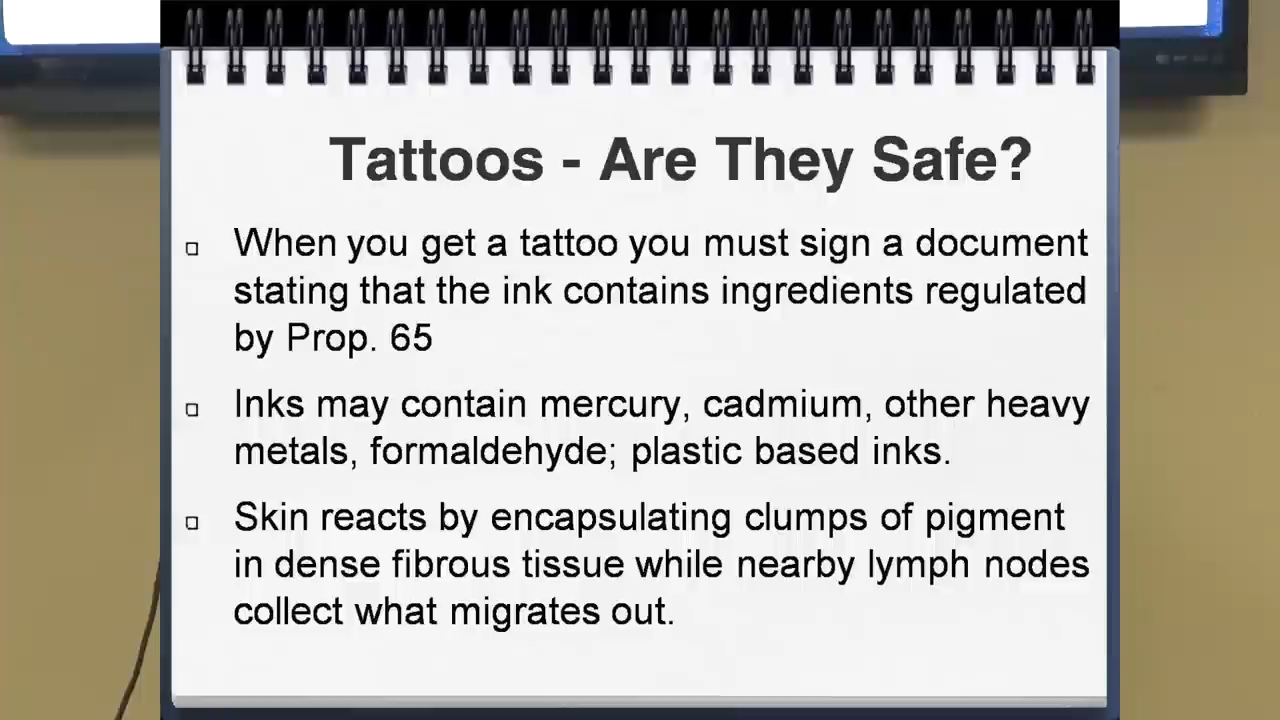 Tattoos - Are They Safe?
When you get a tattoo you must sign a document
stating that the ink contains ingredients regulated
by Prop. 65
Inks may contain mercury, cadmium, other heavy
metals, formaldehyde; plastic based inks.
Skin reacts by encapsulating clumps of pigment
in dense fibrous tissue while nearby lymph nodes
collect what migrates out.